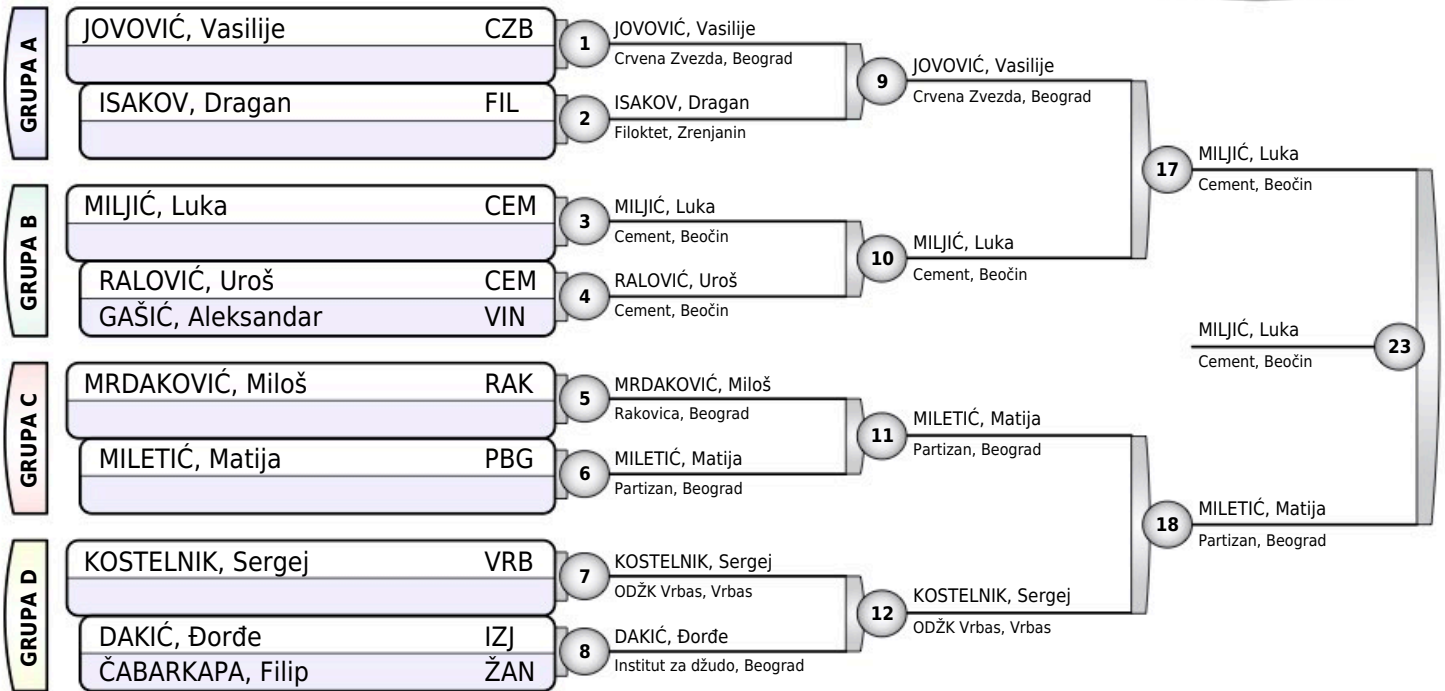 GRUPA A
JOVOVIĆ, Vasilije CZB
ISAKOV, Dragan FIL
GRUPA B
MILJIĆ, Luka CEM
RALOVIĆ, Uroš CEM
GAŠIĆ, Aleksandar VIN
GRUPA C
MRDAKOVIĆ, Miloš RAK
MILETIĆ, Matija PBG
GRUPA D
KOSTELNIK, Sergej VRB
DAKIĆ, Đorđe IZJ
ČABARKAPA, Filip ŽAN
1 JOVOVIĆ, Vasilije
Crvena Zvezda, Beograd
2 ISAKOV, Dragan
Filoktet, Zrenjanin
3 MILJIĆ, Luka
Cement, Beočin
4 RALOVIĆ, Uroš
Cement, Beočin
5 MRDAKOVIĆ, Miloš
Rakovica, Beograd
6 MILETIĆ, Matija
Partizan, Beograd
7 KOSTELNIK, Sergej
ODŽK Vrbas, Vrbas
8 DAKIĆ, Đorđe
Institut za džudo, Beograd
9 JOVOVIĆ, Vasilije
Crvena Zvezda, Beograd
10 MILJIĆ, Luka
Cement, Beočin
11 MILETIĆ, Matija
Partizan, Beograd
12 KOSTELNIK, Sergej
ODŽK Vrbas, Vrbas
17 MILJIĆ, Luka
Cement, Beočin
18 MILETIĆ, Matija
Partizan, Beograd
MILJIĆ, Luka 23
Cement, Beočin